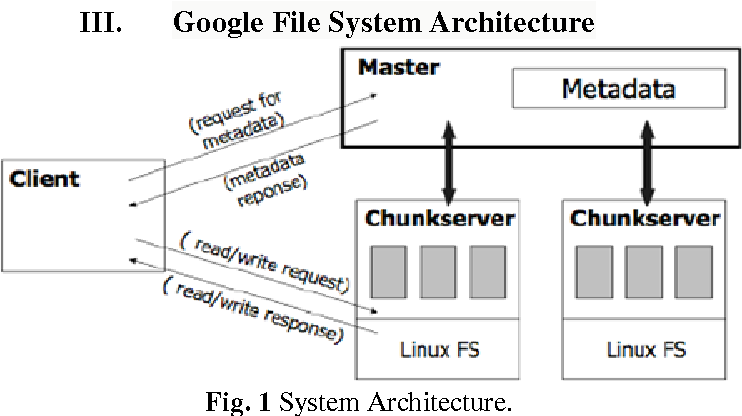 III. Google File System Architecture
Master
Metadata
(request for
metadata)
Client
(metadata
reponse)
Chunkserver
Chunkserver
( read/write request)
( read/write response)
Linux FS
Linux FS
Fig. 1 System Architecture.